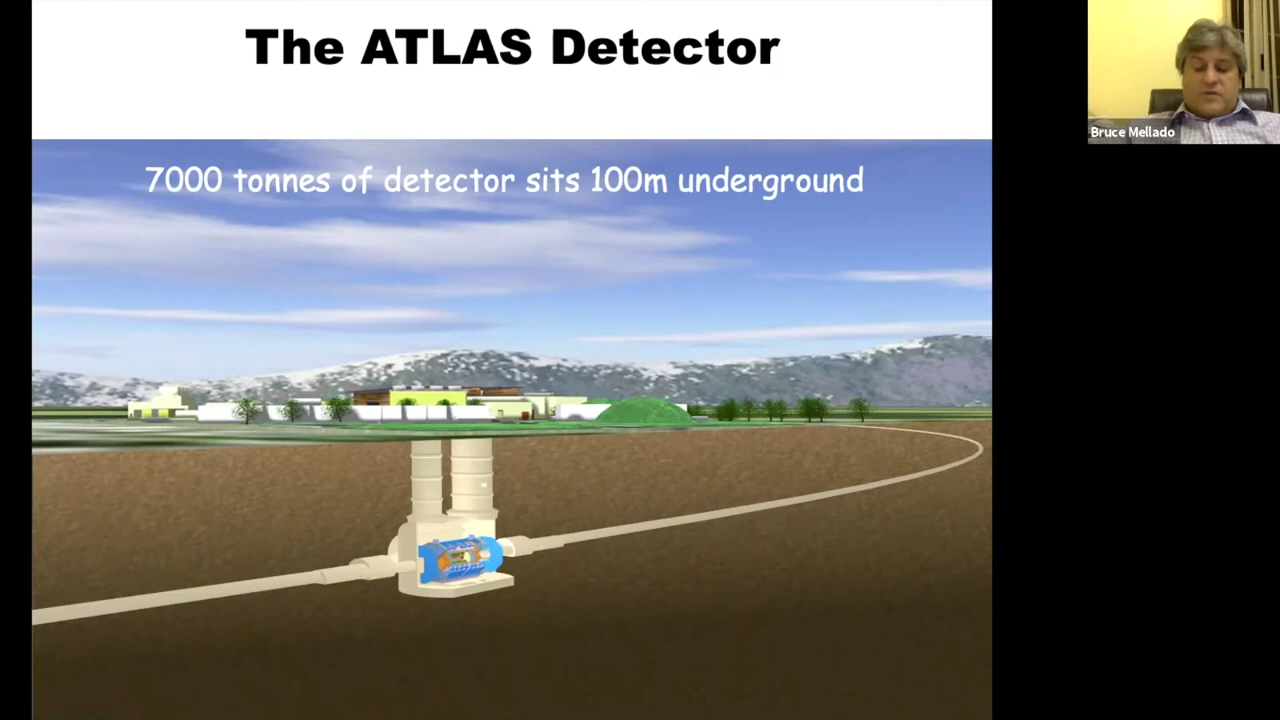 The ATLAS Detector
7000 tonnes of detector sits 100m underground
Bruce Mellado